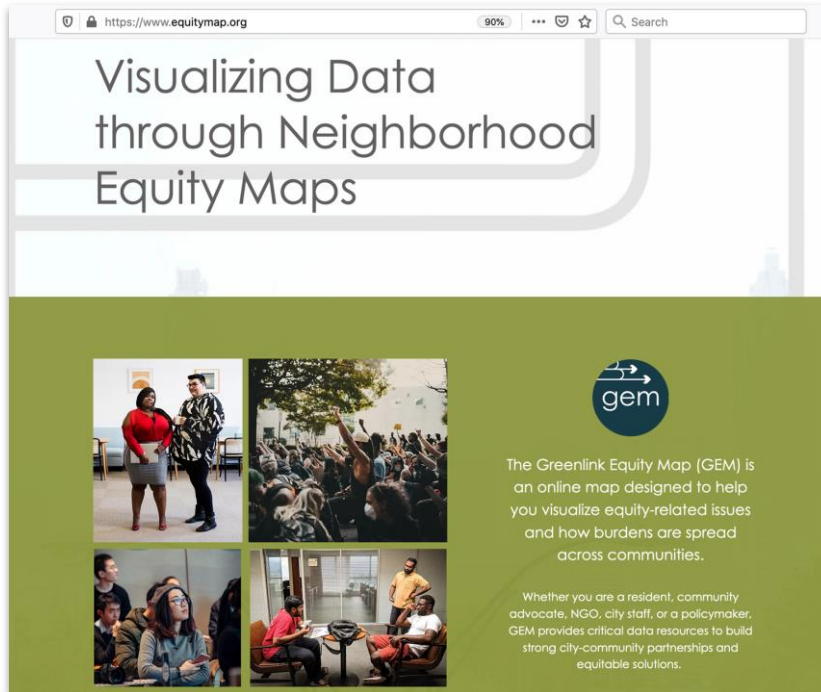 https://www.equitymap.org
90%
Search
Visualizing Data
through Neighborhood
Equity Maps
gem
The Greenlink Equity Map (GEM) is
an online map designed to help
you visualize equity-related issues
and how burdens are spread
across communities.
Whether you are a resident, community
advocate, NGO, city staff, or a policymaker,
GEM provides critical data resources to build
strong city-community partnerships and
equitable solutions.